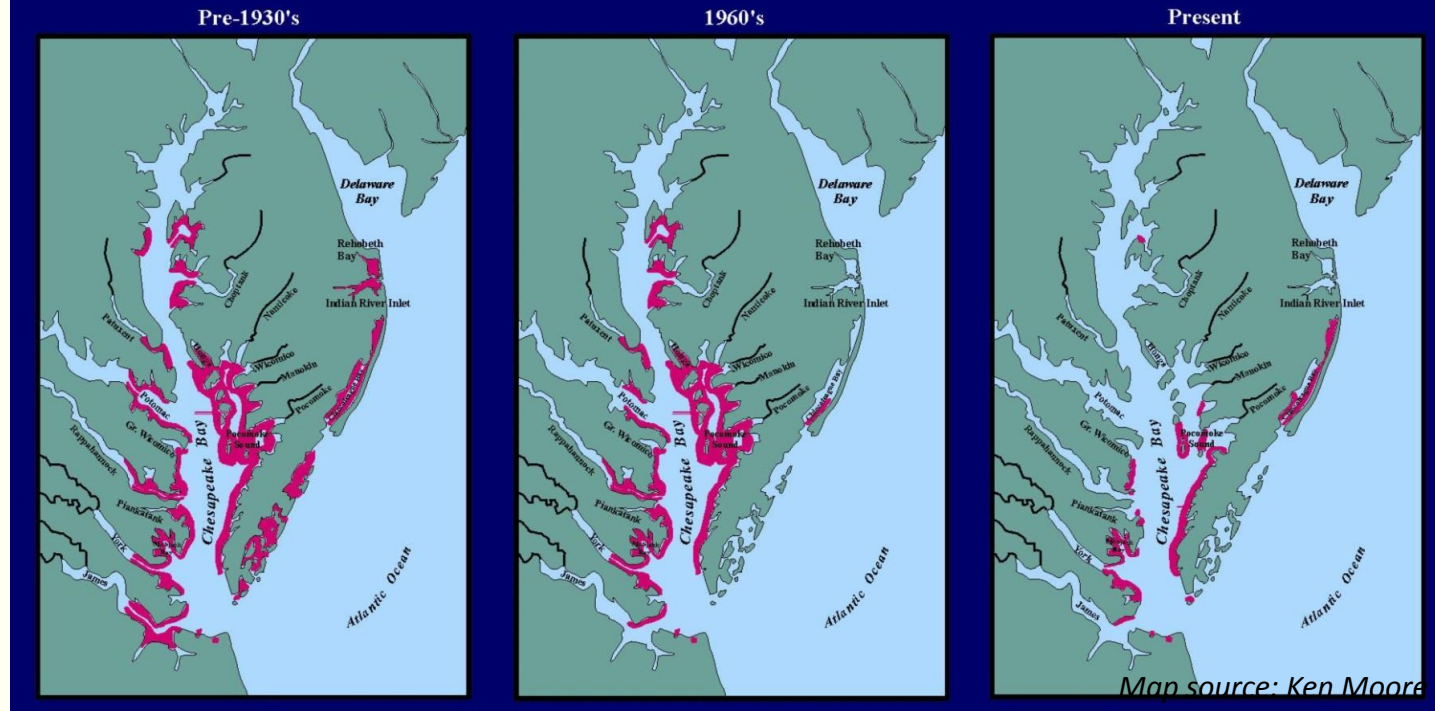 Pre-1930's
Delaware
Bay
Rehobeth
Bay
Choptank
Indian River Inlet
Nanticoke
Patuxent
Wicomico
Manokin
Potomac
Pocomoke
Gr. Wicomico
Pocomoke
Sound
Rappahannock
Chesapeake Bay
Piankatank
York
James
Atlantic Ocean
1960's
Delaware
Bay
Rehobeth
Bay
Choptank
Indian River Inlet
Nanticoke
Patuxent
Wicomico
Manokin
Chincoteague Bay
Potomac
Pocomoke
Gr. Wicomico
Pocomoke
Sound
Rappahannock
Chesapeake Bay
Piankatank
York
James
Atlantic Ocean
Present
Delaware
Bay
Rehobeth
Bay
Choptank
Indian River Inlet
Nanticoke
Patuxent
Honga
Wicomico
Manokin
Potomac
Pocomoke
Gr. Wicomico
Pocomoke
Sound
Rappahannock
Chesapeake Bay
Piankatank
York
James
Atlantic Ocean
Map source: Ken Moore